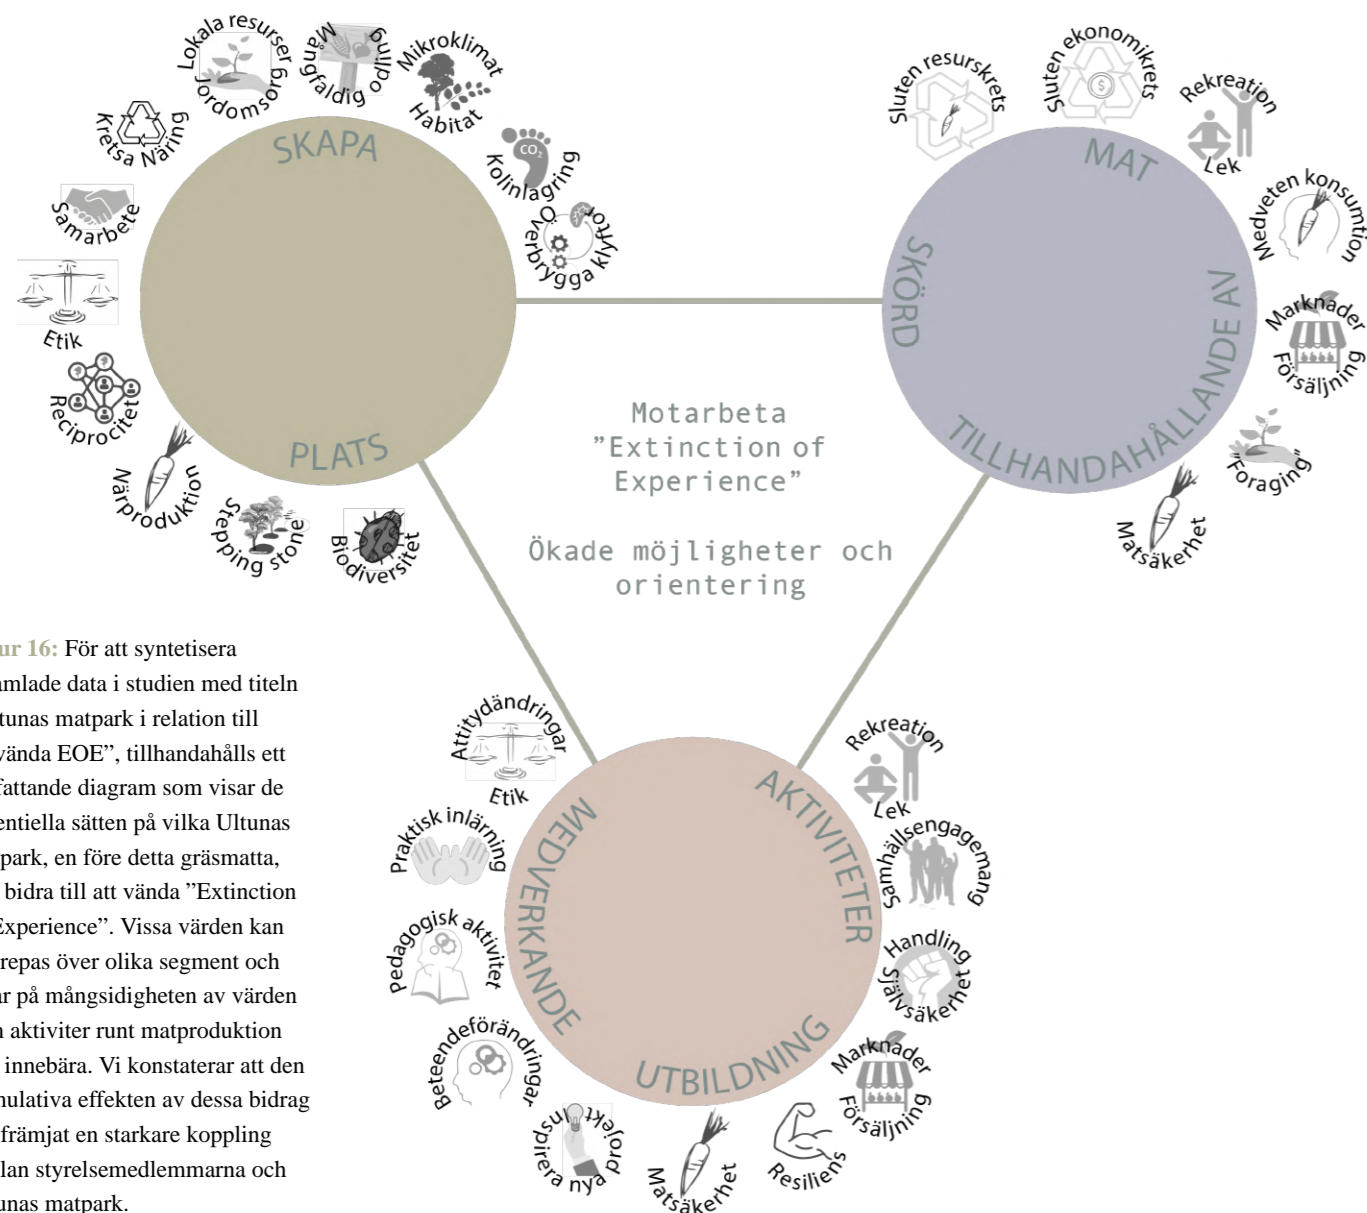 Lokala resurser
Jordomsorg
Mångfaldig odling
Mikroklimat
Habitat
Kretsa Näring
Kolinlagring
CO₂
Samarbete
Överbrygga klyftor
Etik
Reciprocitet
Närproduktion
Stepping stone
Biodiversitet
SKAPA
PLATS
Sluten resurskrets
Sluten ekonomikrets
$
Rekreation
Lek
Medveten konsumtion
Marknader
Försäljning
"Foraging"
Matsäkerhet
MAT
SKÖRD
TILLHANDAHÅLLANDE AV
Motarbeta
”Extinction of
Experience”
Ökade möjligheter och
orientering
ur 16: För att syntetisera
amlade data i studien med titeln
tunas matpark i relation till
vända EOE”, tillhandahålls ett
fattande diagram som visar de
entiella sätten på vilka Ultunas
park, en före detta gräsmatta,
bidra till att vända ”Extinction
Experience”. Vissa värden kan
repas över olika segment och
ar på mångsidigheten av värden
n aktiviter runt matproduktion
innebära. Vi konstaterar att den
nulativa effekten av dessa bidrag
främjat en starkare koppling
lan styrelsemedlemmarna och
unas matpark.
Attitydändringar
Etik
Praktisk inlärning
Pedagogisk aktivitet
Beteendeförändringar
Inspirera nya projekt
Matsäkerhet
Resiliens
Marknader
Försäljning
Handling
Självsäkerhet
Samhällsengagemang
Rekreation
Lek
MEDVERKANDE
AKTIVITETER
UTBILDNING